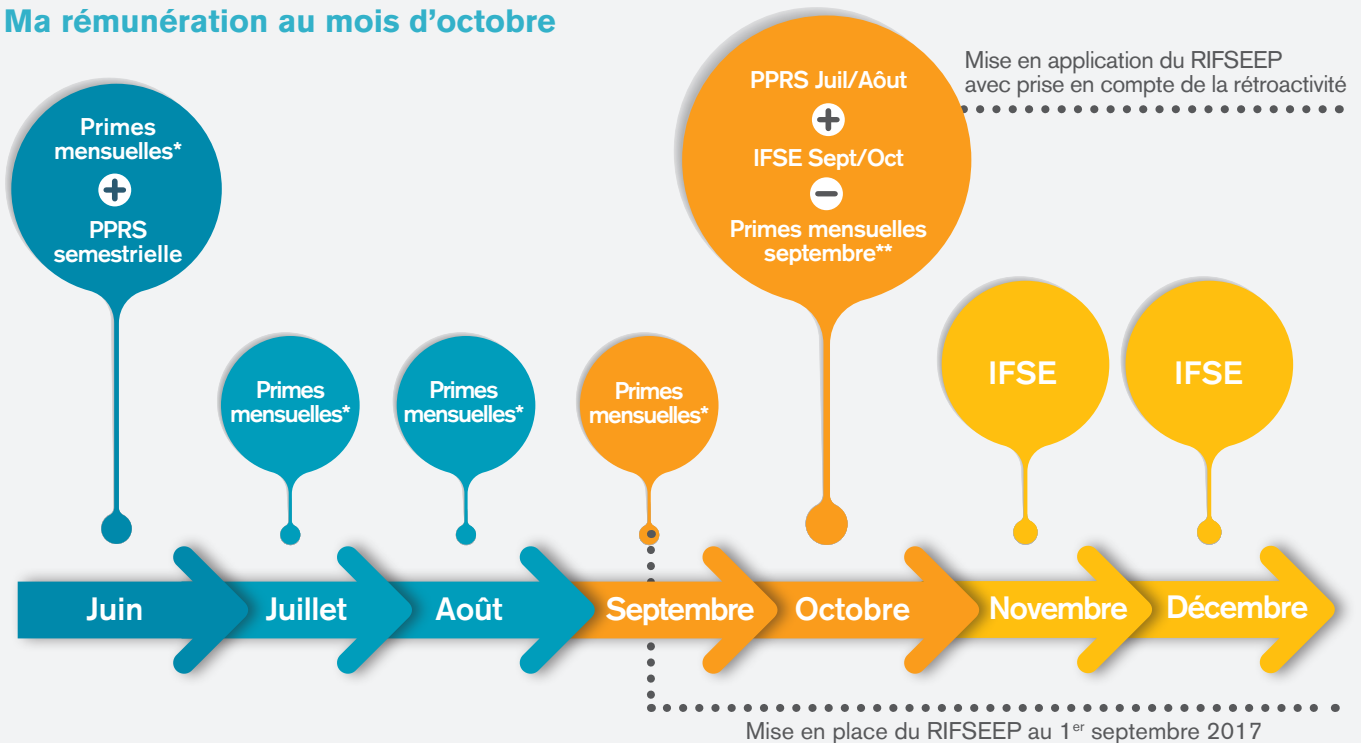 Ma rémunération au mois d’octobre
Mise en application du RIFSEEP
avec prise en compte de la rétroactivité
Primes
mensuelles*
+
PPRS
semestrielle
Primes
mensuelles*
Primes
mensuelles*
Primes
mensuelles*
PPRS Juil/Aôut
+
IFSE Sept/Oct
−
Primes mensuelles
septembre**
IFSE
IFSE
Juin
Juillet
Août
Septembre
Octobre
Novembre
Décembre
Mise en place du RIFSEEP au 1er septembre 2017